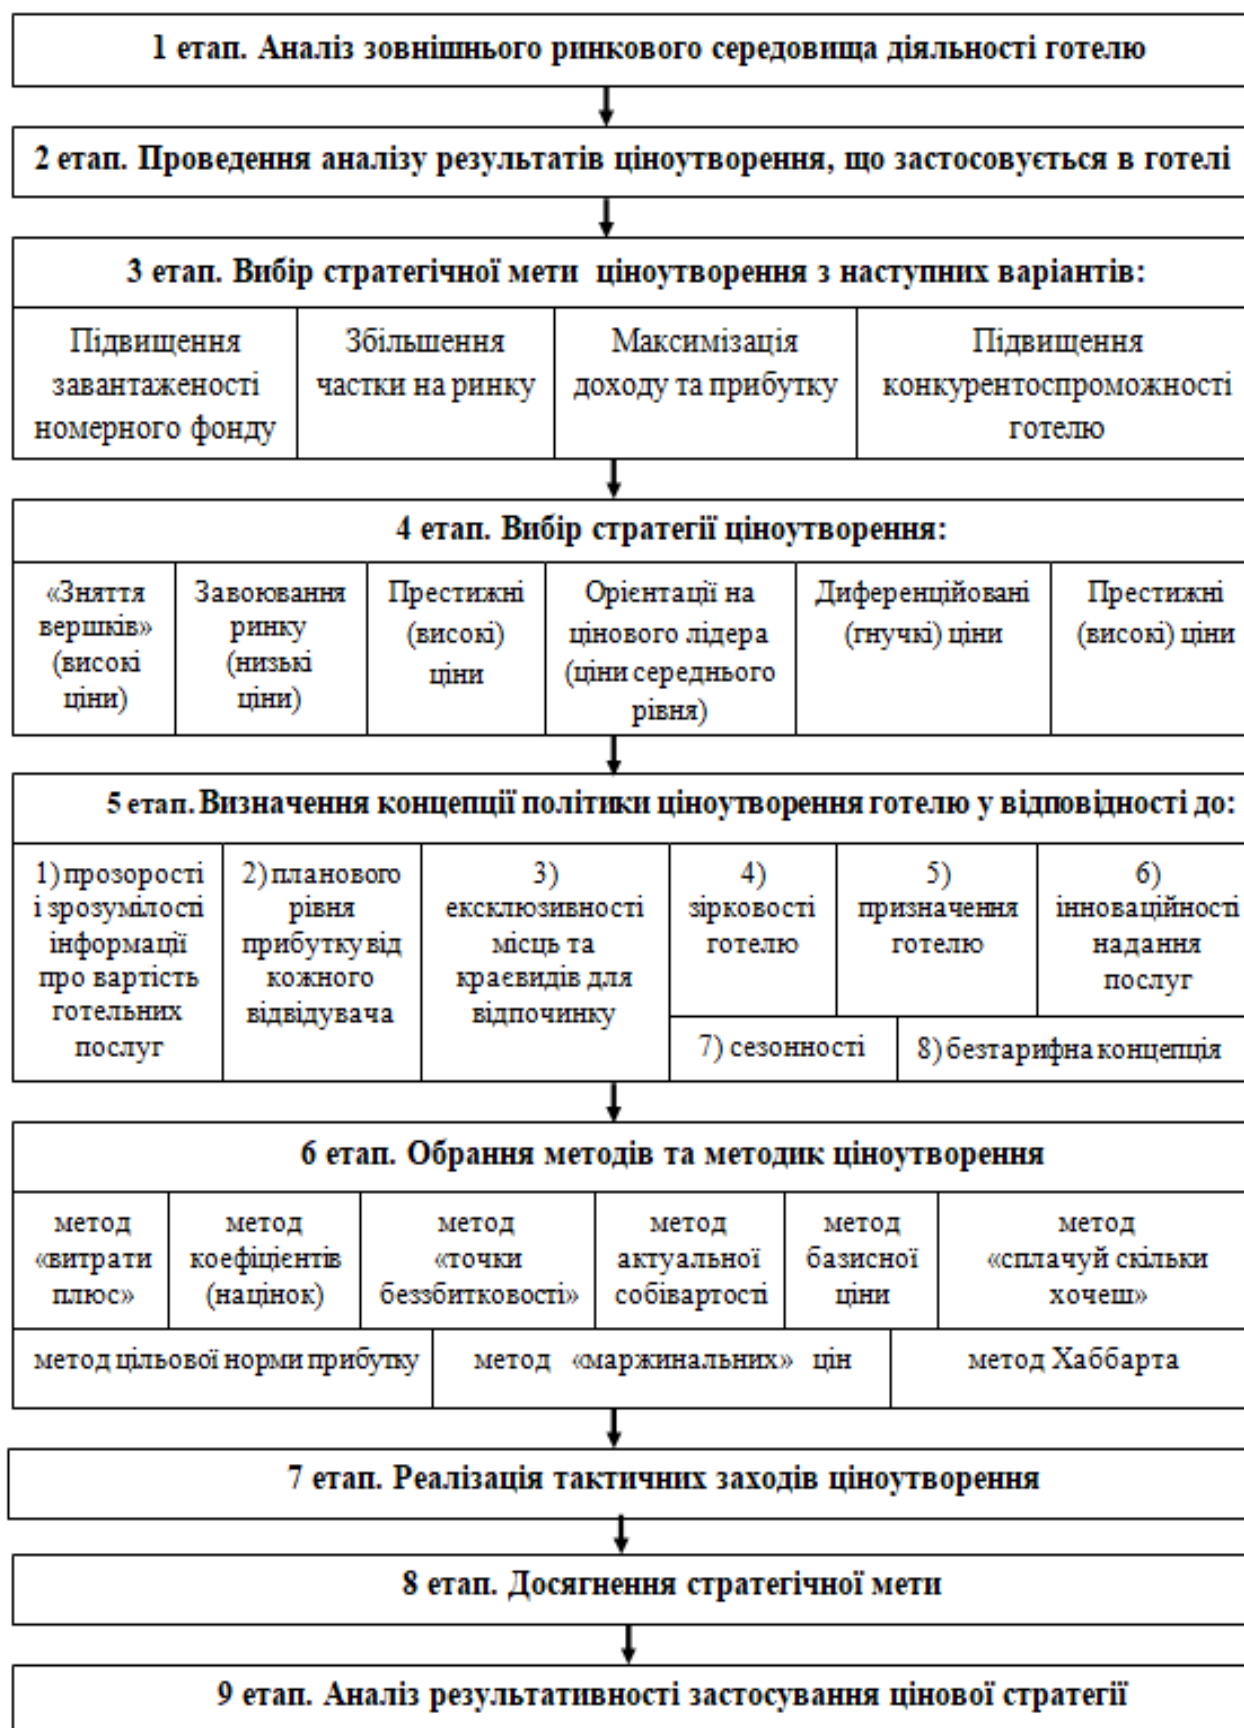 1 етап. Аналіз зовнішнього ринкового середовища діяльності готелю
2 етап. Проведення аналізу результатів ціноутворення, що застосовується в готелі
3 етап. Вибір стратегічної мети ціноутворення з наступних варіантів:
Підвищення
завантаженості
номерного фонду
Збільшення
частки на ринку
Максимізація
доходу та прибутку
Підвищення
конкурентоспроможності
готелю
4 етап. Вибір стратегії ціноутворення:
«Зняття
вершків»
(високі
ціни)
Завоювання
ринку
(низькі
ціни)
Престижні
(високі)
ціни
Орієнтації на
цінового лідера
(ціни середнього
рівня)
Диференційовані
(гнучкі) ціни
Престижні
(високі) ціни
5 етап. Визначення концепції політики ціноутворення готелю у відповідності до:
1) прозорості
і зрозумілості
інформації
про вартість
готельних
послуг
2) планового
рівня
прибутку від
кожного
відвідувача
3)
ексклюзивності
місць та
краєвидів для
відпочинку
4)
зірковості
готелю
5)
призначення
готелю
6)
інноваційності
надання
послуг
7) сезонності
8) безтарифна концепція
6 етап. Обрання методів та методик ціноутворення
метод
«витрати
плюс»
метод
коефіцієнтів
(націнок)
метод
«точки
беззбитковості»
метод
актуальної
собівартості
метод
базисної
ціни
метод
«сплачуй скільки
хочеш»
метод цільової норми прибутку
метод «маржинальних» цін
метод Хаббарта
7 етап. Реалізація тактичних заходів ціноутворення
8 етап. Досягнення стратегічної мети
9 етап. Аналіз результативності застосування цінової стратегії